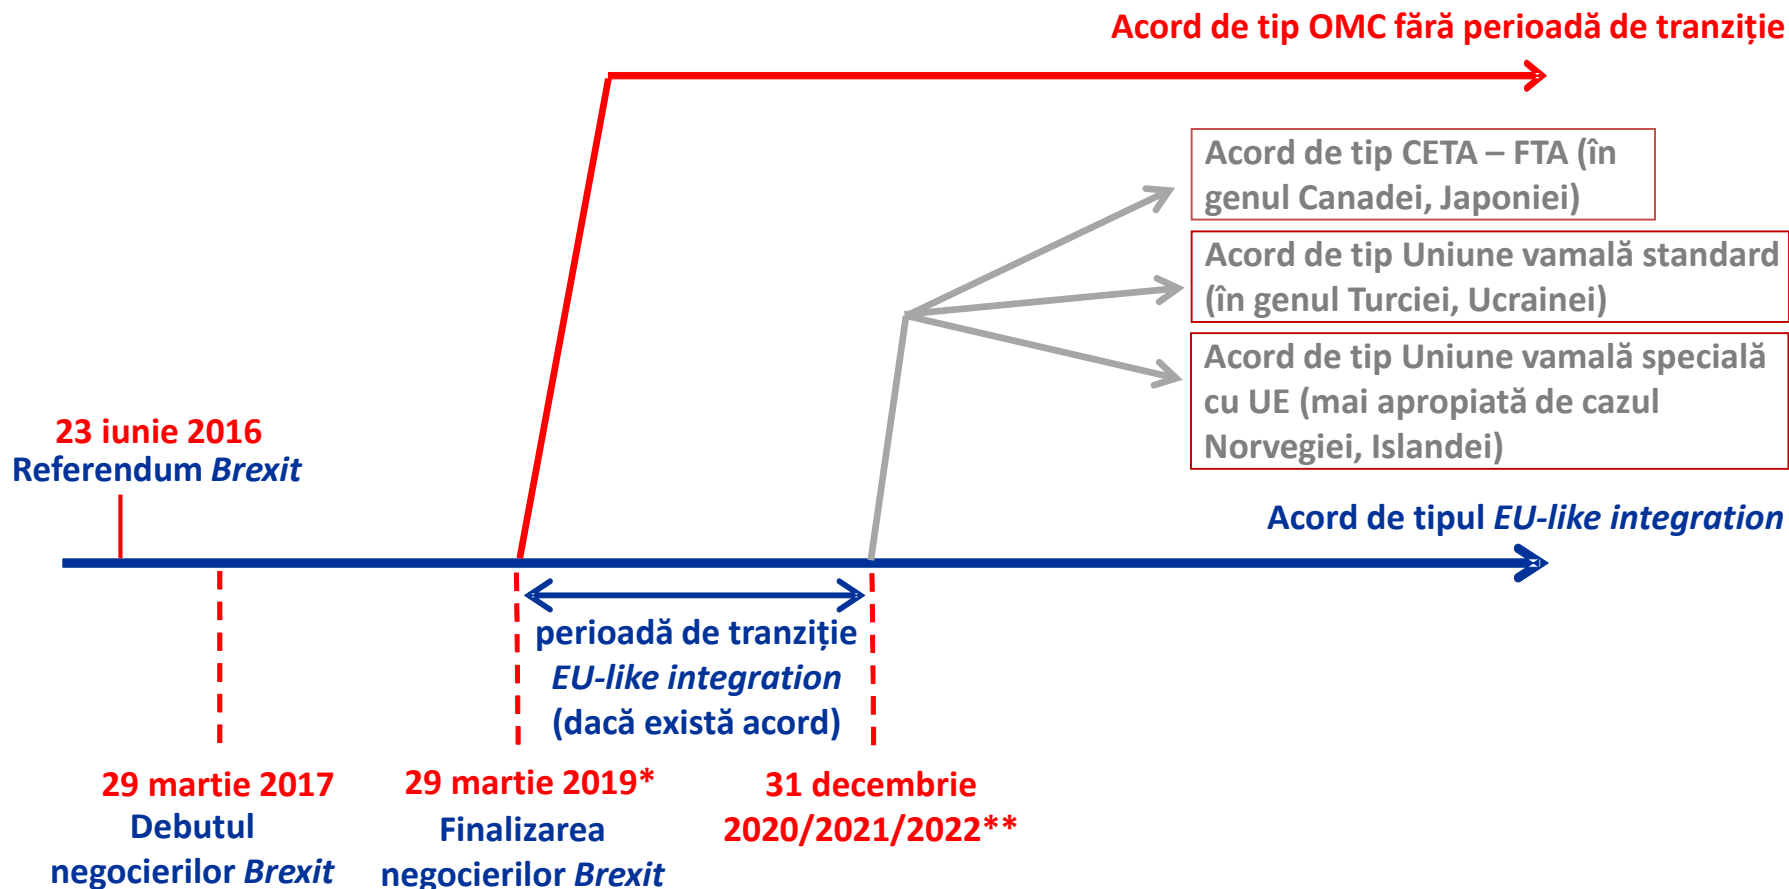 Acord de tip OMC fără perioadă de tranziție
Acord de tip CETA – FTA (în
genul Canadei, Japoniei)
Acord de tip Uniune vamală standard
(în genul Turciei, Ucrainei)
Acord de tip Uniune vamală specială
cu UE (mai apropiată de cazul
Norvegiei, Islandei)
23 iunie 2016
Referendum Brexit
Acord de tipul EU-like integration
perioadă de tranziție
EU-like integration
(dacă există acord)
29 martie 2017
Debutul
negocierilor Brexit
29 martie 2019*
Finalizarea
negocierilor Brexit
31 decembrie
2020/2021/2022**